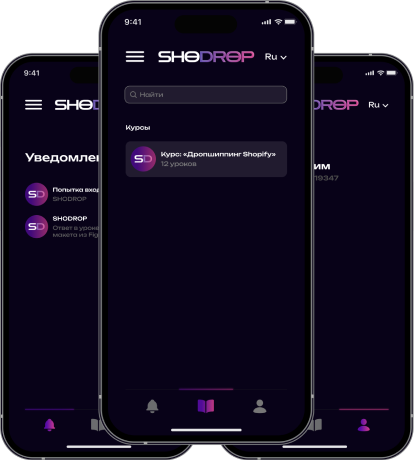 9:41
SHODROP
Ru
Найти
Курсы
SD
Курс: «Дропшиппинг Shopify»
12 уроков
9:41
SHO
Уведомлен
SD
Попытка вход
SHODROP
SD
SHODROP
Ответ в уроке
макета из Fig
DROP
Ru
им
19347